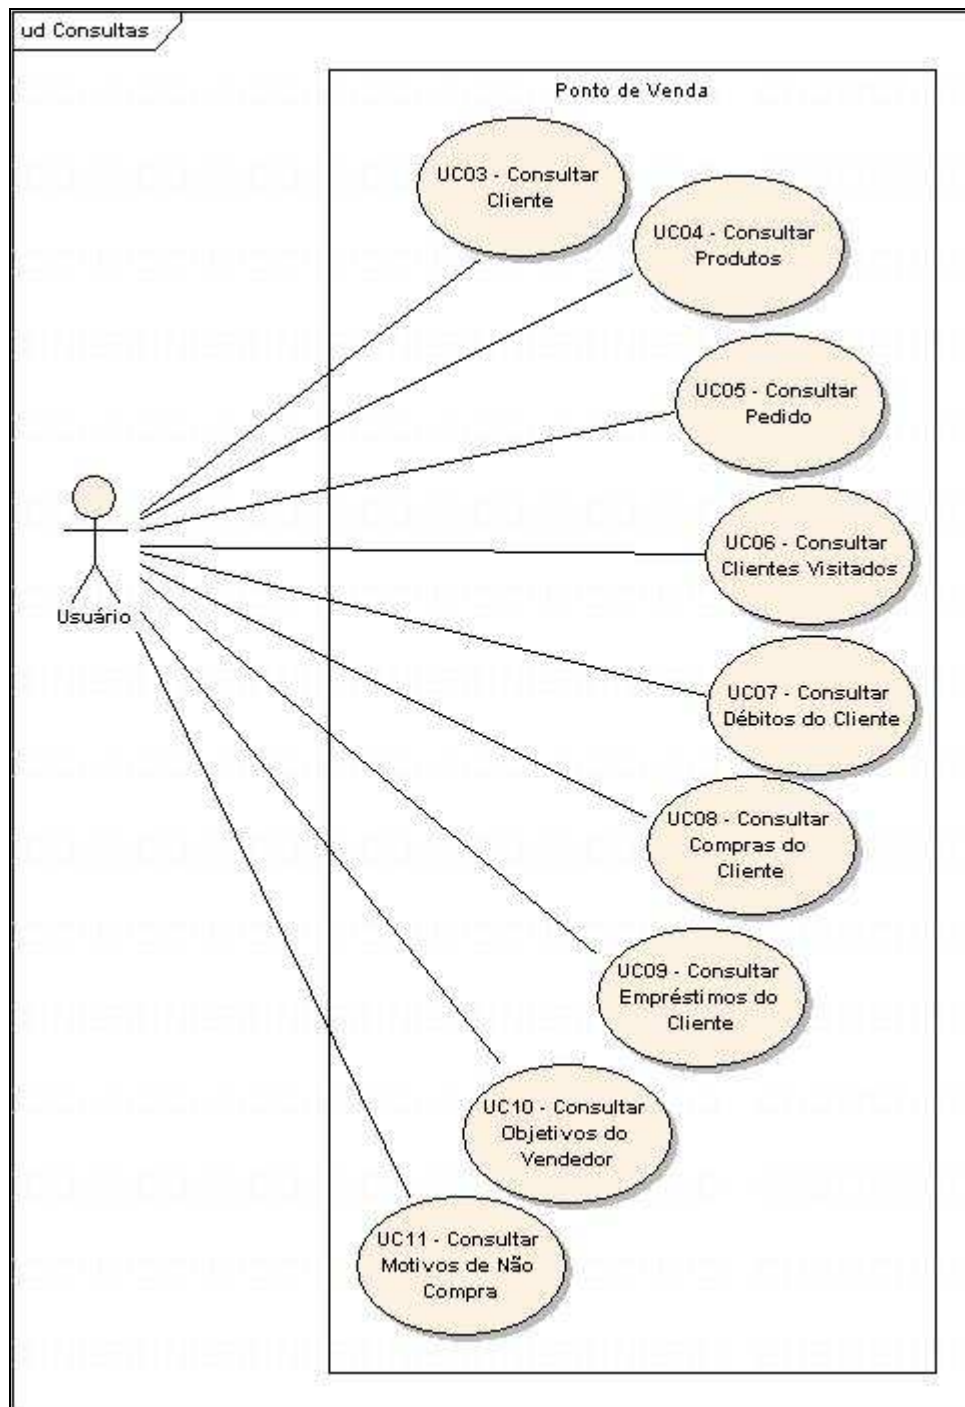 ud Consultas
Ponto de Venda
UC03 - Consultar
Cliente
UC04 - Consultar
Produtos
UC05 - Consultar
Pedido
UC06 - Consultar
Clientes Visitados
Usuário
UC07 - Consultar
Débitos do Cliente
UC08 - Consultar
Compras do
Cliente
UC09 - Consultar
Empréstimos do
Cliente
UC10 - Consultar
Objetivos do
Vendedor
UC11 - Consultar
Motivos de Não
Compra